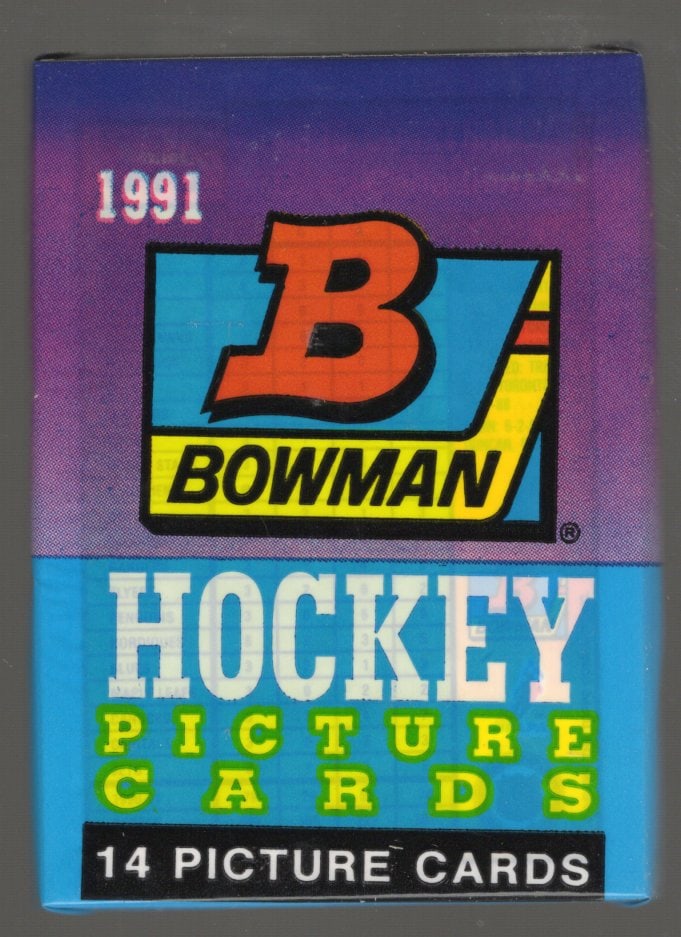 1991
B
BOWMAN
®
HOCKEY
PICTURE
CARDS
14 PICTURE CARDS